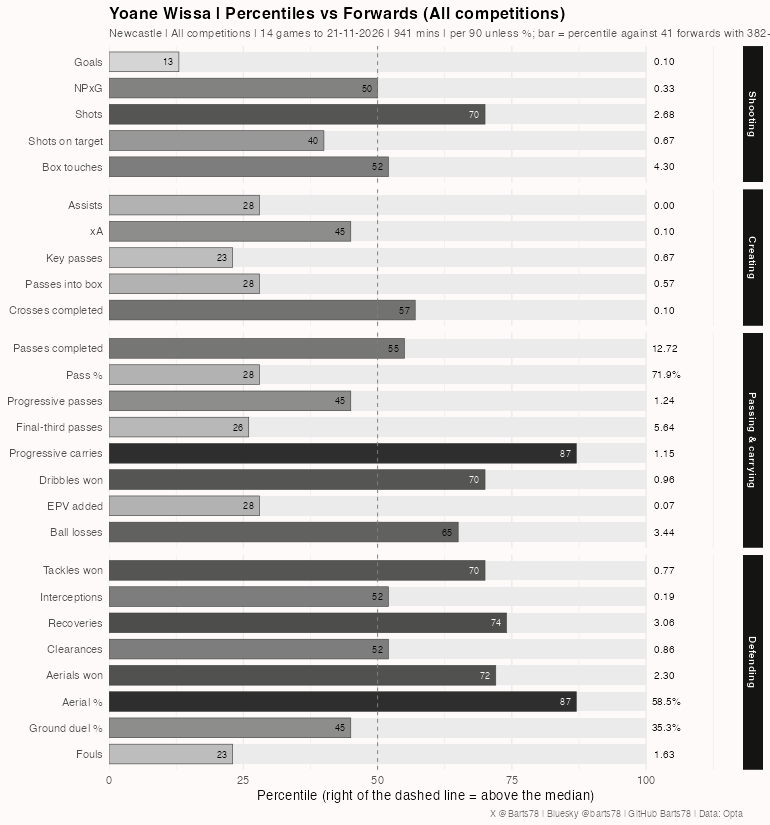 Yoane Wissa | Percentiles vs Forwards (All competitions)
Newcastle | All competitions | 14 games to 21-11-2026 | 941 mins | per 90 unless %; bar = percentile against 41 forwards with 382-
Goals 13 0.10
NPxG 50 0.33
Shots 70 2.68
Shots on target 40 0.67
Box touches 52 4.30
Shooting
Assists 28 0.00
xA 45 0.10
Key passes 23 0.67
Passes into box 28 0.57
Crosses completed 57 0.10
Creating
Passes completed 55 12.72
Pass % 28 71.9%
Progressive passes 45 1.24
Final-third passes 26 5.64
Progressive carries 87 1.15
Dribbles won 70 0.96
EPV added 28 0.07
Ball losses 65 3.44
Passing & carrying
Tackles won 70 0.77
Interceptions 52 0.19
Recoveries 74 3.06
Clearances 52 0.86
Aerials won 72 2.30
Aerial % 87 58.5%
Ground duel % 45 35.3%
Fouls 23 1.63
Defending
0 25 50 75 100
Percentile (right of the dashed line = above the median)
X @Barts78 | Bluesky @barts78 | GitHub Barts78 | Data: Opta